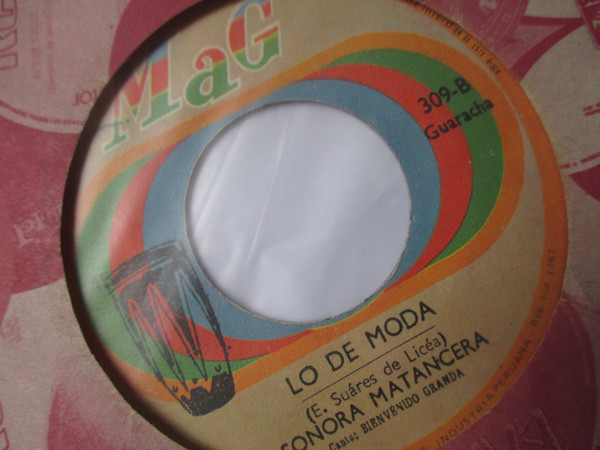 MaG
309-B
Guaracha
LO DE MODA
(E. Suáres de Licéa)
SONORA MATANCERA
Canta: BIENVENIDO GRANDA
INDUSTRIA PERUANA